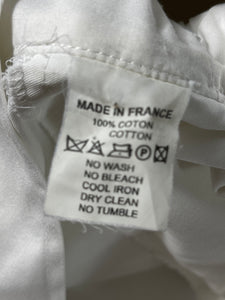 MADE IN FRANCE
100% COTON
COTTON
P
NO WASH
NO BLEACH
COOL IRON
DRY CLEAN
NO TUMBLE